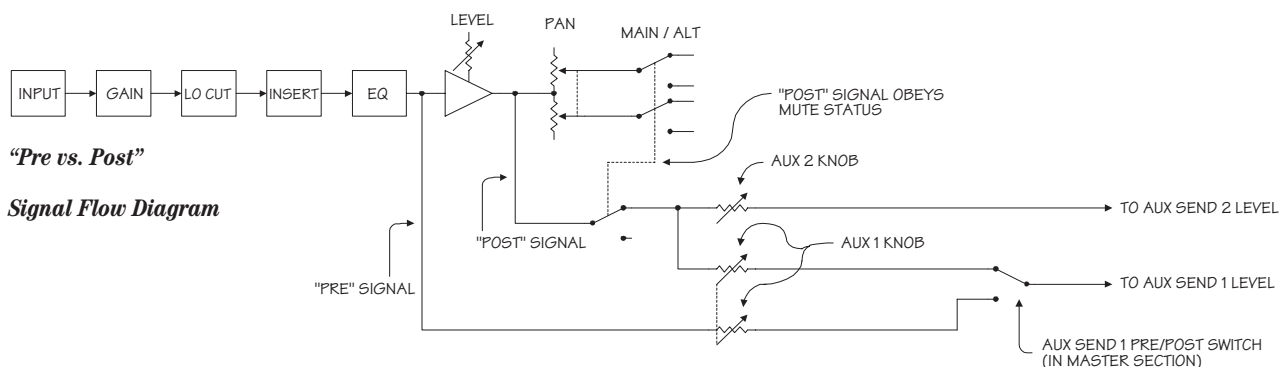 LEVEL
PAN
MAIN / ALT
INPUT
GAIN
LO CUT
INSERT
EQ
"POST" SIGNAL OBEYS
MUTE STATUS
“Pre vs. Post”
Signal Flow Diagram
AUX 2 KNOB
TO AUX SEND 2 LEVEL
"POST" SIGNAL
AUX 1 KNOB
"PRE" SIGNAL
TO AUX SEND 1 LEVEL
AUX SEND 1 PRE/POST SWITCH
(IN MASTER SECTION)